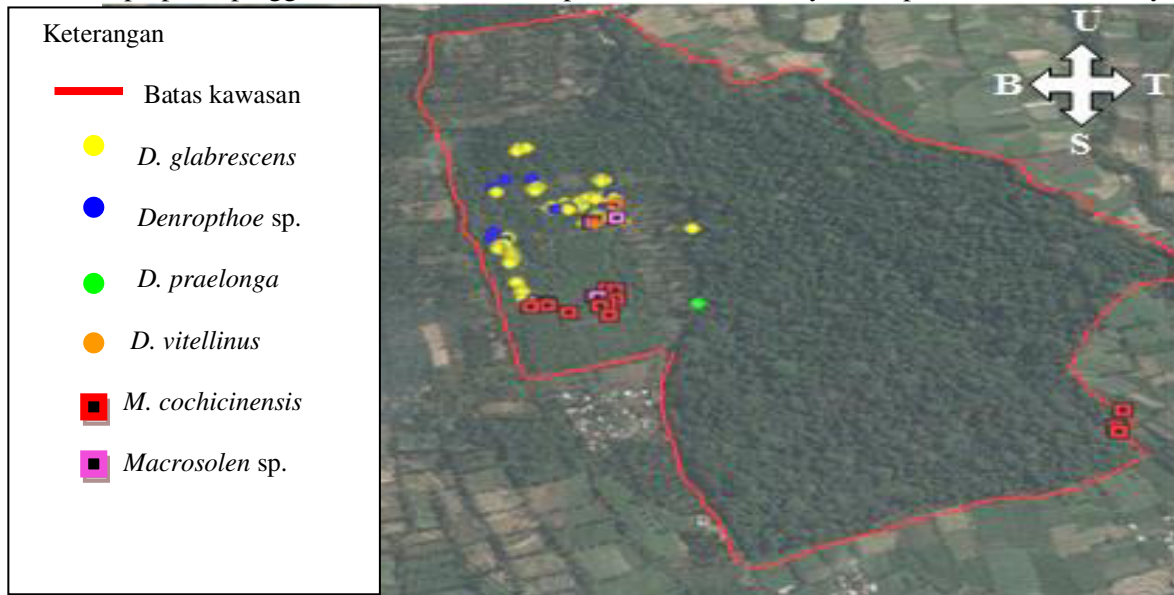 Keterangan
Batas kawasan
D. glabrescens
Denropthoe sp.
D. praelonga
D. vitellinus
M. cochicinensis
Macrosolen sp.
U
B T
S